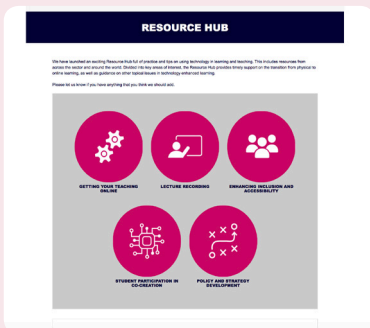 RESOURCE HUB
We have launched an exciting Resource Hub full of practice and tips on using technology in learning and teaching. This includes resources from
across the sector and around the world. Divided into key areas of interest, the Resource Hub provides timely support on the transition from physical to
online learning, as well as guidance on other topical issues in technology enhanced learning.
Please let us know if you have anything that you think we should add.
GETTING YOUR TEACHING
ONLINE
LECTURE RECORDING
ENHANCING INCLUSION AND
ACCESSIBILITY
STUDENT PARTICIPATION IN
CO-CREATION
POLICY AND STRATEGY
DEVELOPMENT